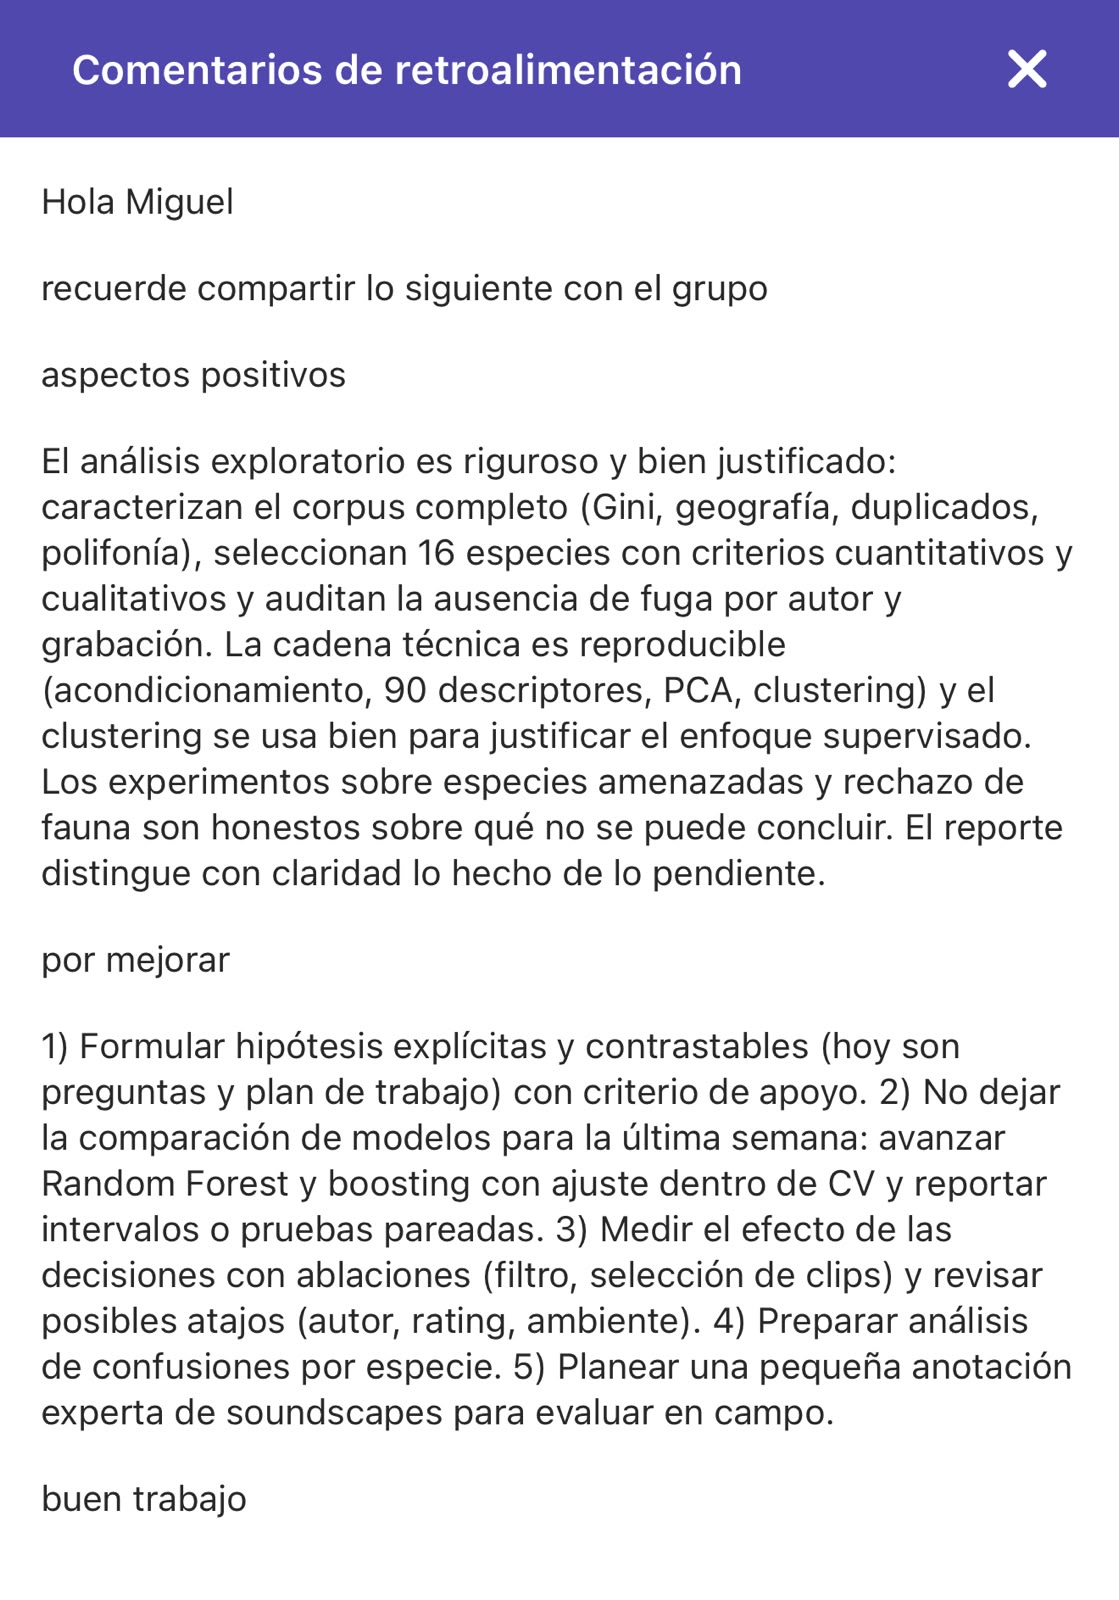 Comentarios de retroalimentación
Hola Miguel
recuerde compartir lo siguiente con el grupo
aspectos positivos
El análisis exploratorio es riguroso y bien justificado:
caracterizan el corpus completo (Gini, geografía, duplicados,
polifonía), seleccionan 16 especies con criterios cuantitativos y
cualitativos y auditan la ausencia de fuga por autor y
grabación. La cadena técnica es reproducible
(acondicionamiento, 90 descriptores, PCA, clustering) y el
clustering se usa bien para justificar el enfoque supervisado.
Los experimentos sobre especies amenazadas y rechazo de
fauna son honestos sobre qué no se puede concluir. El reporte
distingue con claridad lo hecho de lo pendiente.
por mejorar
1) Formular hipótesis explícitas y contrastables (hoy son
preguntas y plan de trabajo) con criterio de apoyo. 2) No dejar
la comparación de modelos para la última semana: avanzar
Random Forest y boosting con ajuste dentro de CV y reportar
intervalos o pruebas pareadas. 3) Medir el efecto de las
decisiones con ablaciones (filtro, selección de clips) y revisar
posibles atajos (autor, rating, ambiente). 4) Preparar análisis
de confusiones por especie. 5) Planear una pequeña anotación
experta de soundscapes para evaluar en campo.
buen trabajo